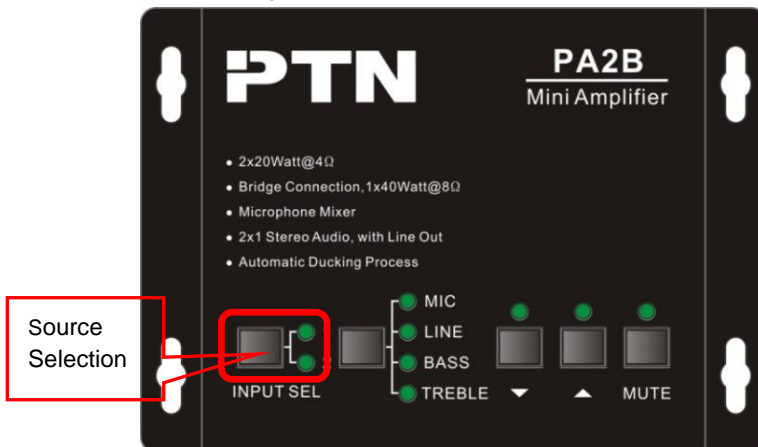 PTN
PA2B
Mini Amplifier
• 2x20Watt@4Ω
• Bridge Connection,1x40Watt@8Ω
• Microphone Mixer
• 2x1 Stereo Audio, with Line Out
• Automatic Ducking Process
Source
Selection
MIC
LINE
2
BASS
TREBLE
INPUT SEL
MUTE